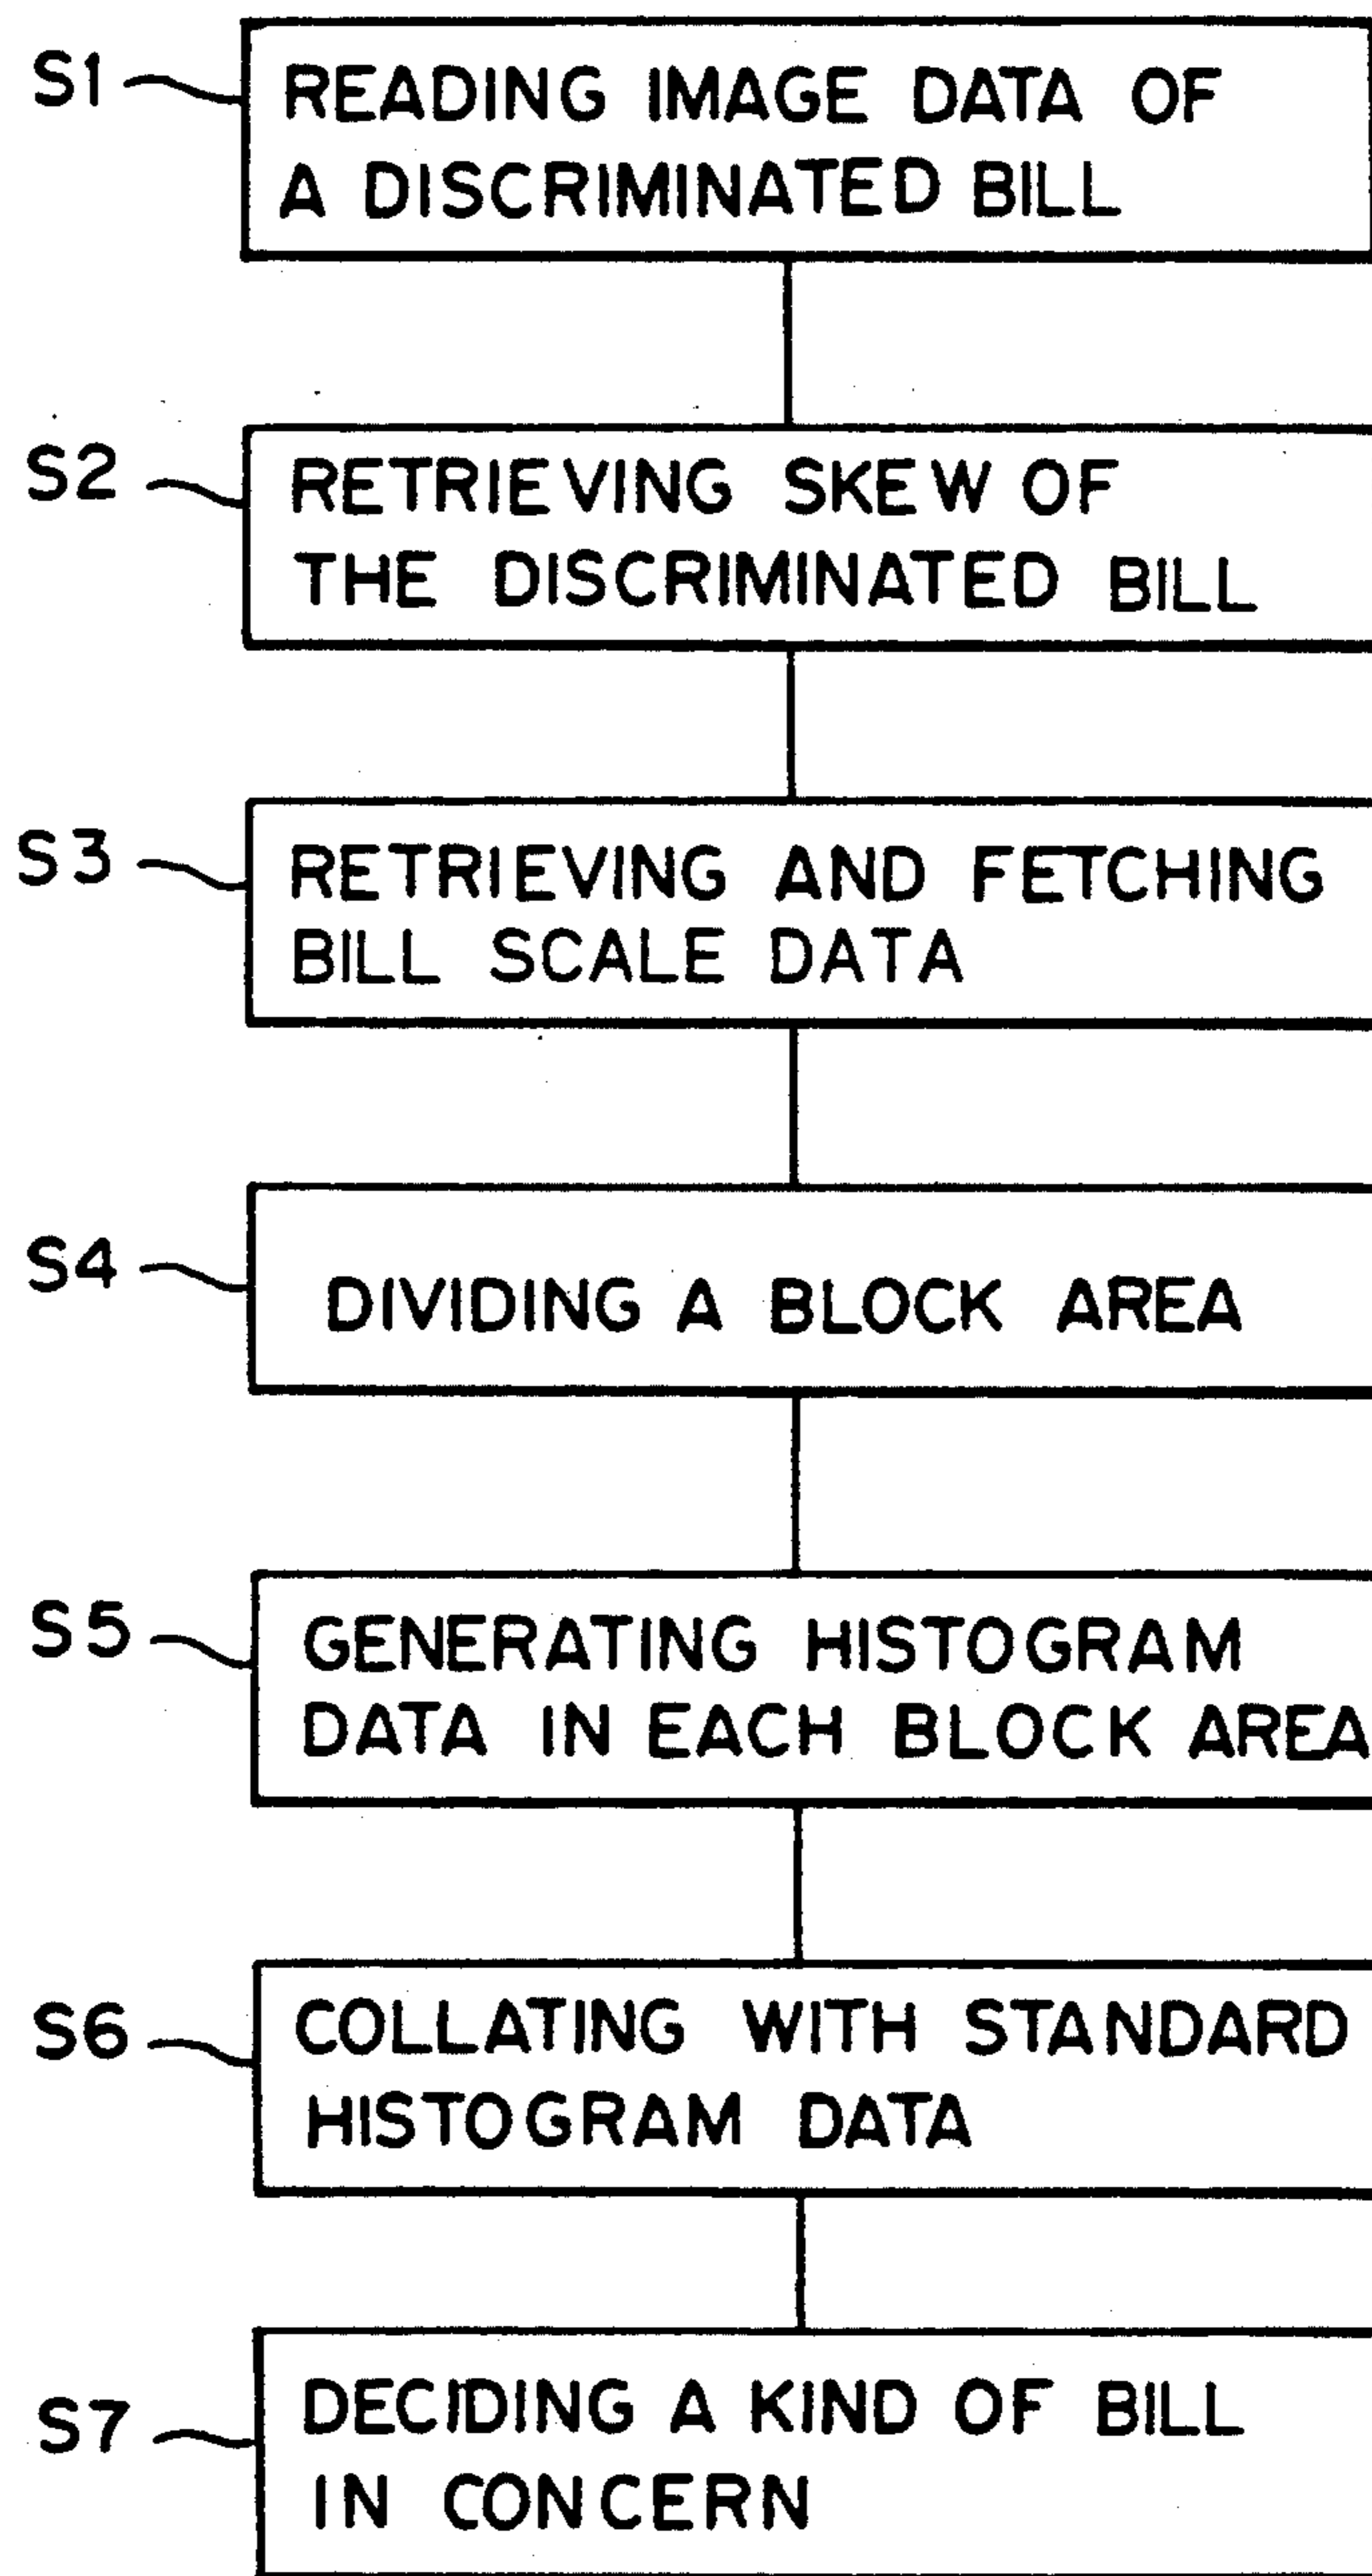 S1 READING IMAGE DATA OF
A DISCRIMINATED BILL
S2 RETRIEVING SKEW OF
THE DISCRIMINATED BILL
S3 RETRIEVING AND FETCHING
BILL SCALE DATA
S4 DIVIDING A BLOCK AREA
S5 GENERATING HISTOGRAM
DATA IN EACH BLOCK AREA
S6 COLLATING WITH STANDARD
HISTOGRAM DATA
S7 DECIDING A KIND OF BILL
IN CONCERN